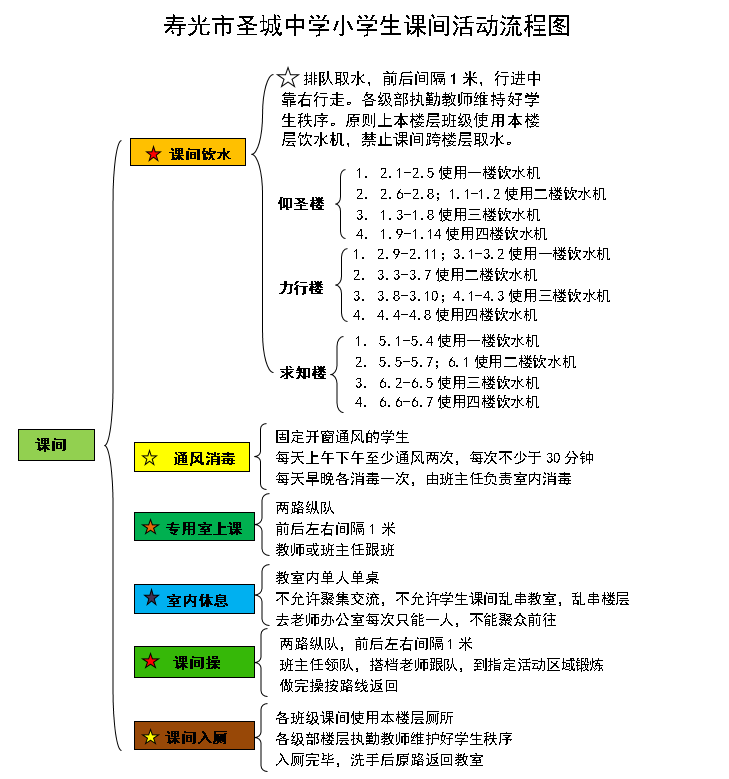 寿光市圣城中学小学生课间活动流程图
排队取水，前后间隔1米，行进中
靠右行走。各级部执勤教师维持好学
生秩序。原则上本楼层班级使用本楼
层饮水机，禁止课间跨楼层取水。
课间饮水
仰圣楼
1. 2.1-2.5使用一楼饮水机
2. 2.6-2.8；1.1-1.2使用二楼饮水机
3. 1.3-1.8使用三楼饮水机
4. 1.9-1.14使用四楼饮水机
力行楼
1. 2.9-2.11；3.1-3.2使用一楼饮水机
2. 3.3-3.7使用二楼饮水机
3. 3.8-3.10；4.1-4.3使用三楼饮水机
4. 4.4-4.8使用四楼饮水机
求知楼
1. 5.1-5.4使用一楼饮水机
2. 5.5-5.7；6.1使用二楼饮水机
3. 6.2-6.5使用三楼饮水机
4. 6.6-6.7使用四楼饮水机
课间
通风消毒
固定开窗通风的学生
每天上午下午至少通风两次，每次不少于30分钟
每天早晚各消毒一次，由班主任负责室内消毒
专用室上课
两路纵队
前后左右间隔1米
教师或班主任跟班
室内休息
教室内单人单桌
不允许聚集交流，不允许学生课间乱串教室，乱串楼层
去老师办公室每次只能一人，不能聚众前往
课间操
两路纵队，前后左右间隔1米
班主任领队，搭档老师跟队，到指定活动区域锻炼
做完操按路线返回
课间入厕
各班级课间使用本楼层厕所
各级部楼层执勤教师维护好学生秩序
入厕完毕，洗手后原路返回教室